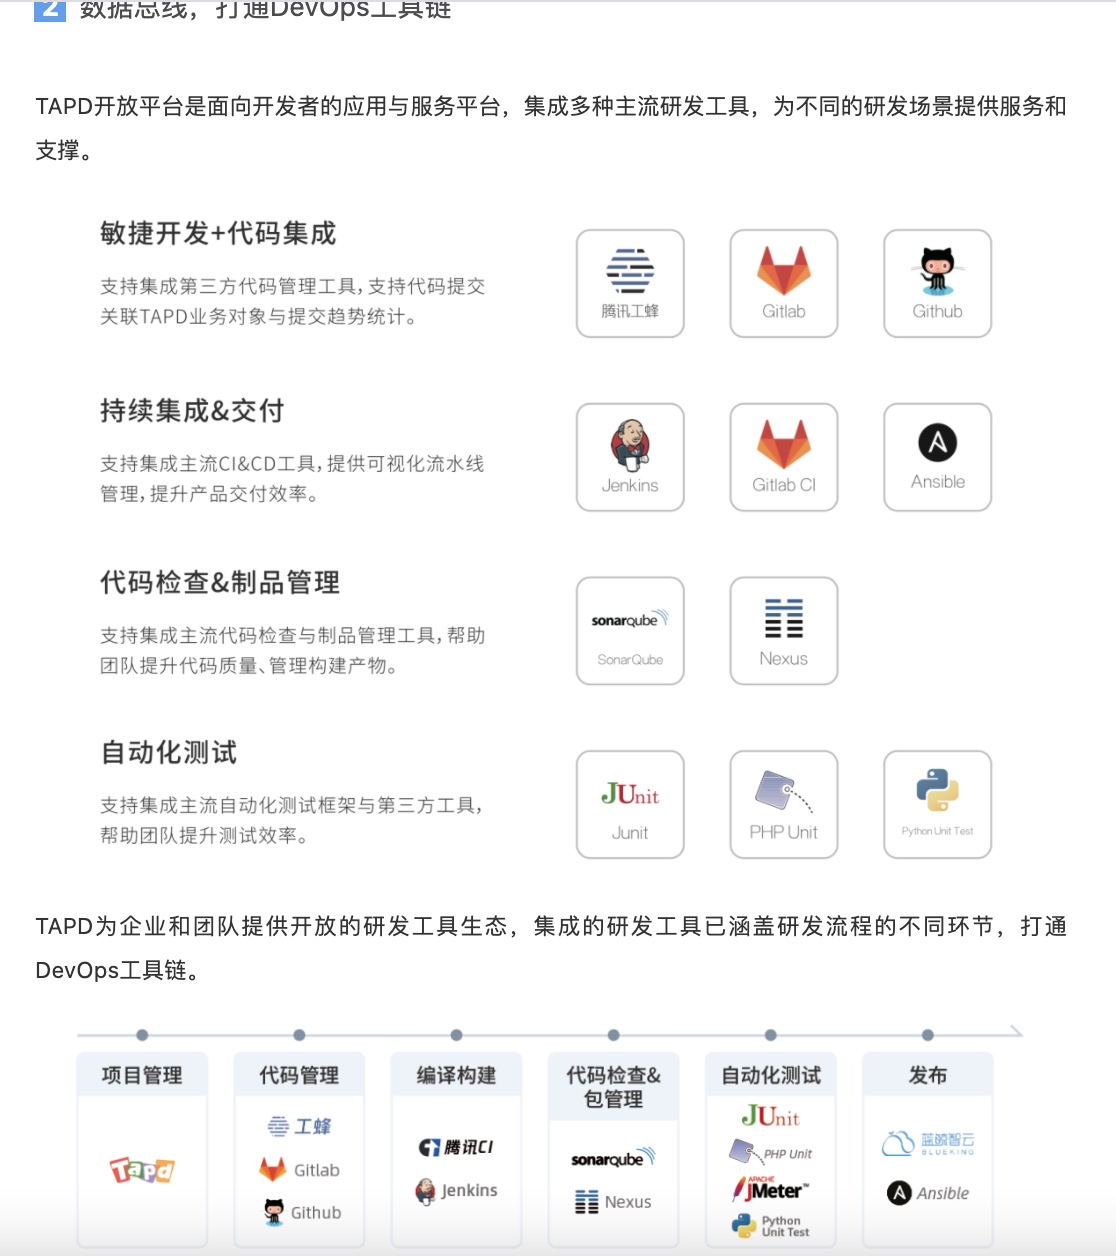 2 数据总线，打通DevOps工具链
TAPD开放平台是面向开发者的应用与服务平台，集成多种主流研发工具，为不同的研发场景提供服务和
支撑。
敏捷开发+代码集成
支持集成第三方代码管理工具，支持代码提交
关联TAPD业务对象与提交趋势统计。
腾讯工蜂
Gitlab
Github
持续集成&交付
支持集成主流CI&CD工具，提供可视化流水线
管理，提升产品交付效率。
Jenkins
Gitlab CI
Ansible
代码检查&制品管理
支持集成主流代码检查与制品管理工具，帮助
团队提升代码质量、管理构建产物。
sonarqube
SonarQube
Nexus
自动化测试
支持集成主流自动化测试框架与第三方工具，
帮助团队提升测试效率。
JUnit
Junit
PHP Unit
Python Unit Test
TAPD为企业和团队提供开放的研发工具生态，集成的研发工具已涵盖研发流程的不同环节，打通
DevOps工具链。
项目管理
Tapd
代码管理
工蜂
Gitlab
Github
编译构建
腾讯CI
Jenkins
代码检查&
包管理
sonarqube
Nexus
自动化测试
JUnit
PHP Unit
APACHE
JMeter™
Python
Unit Test
发布
蓝鲸智云
BLUEKING
Ansible